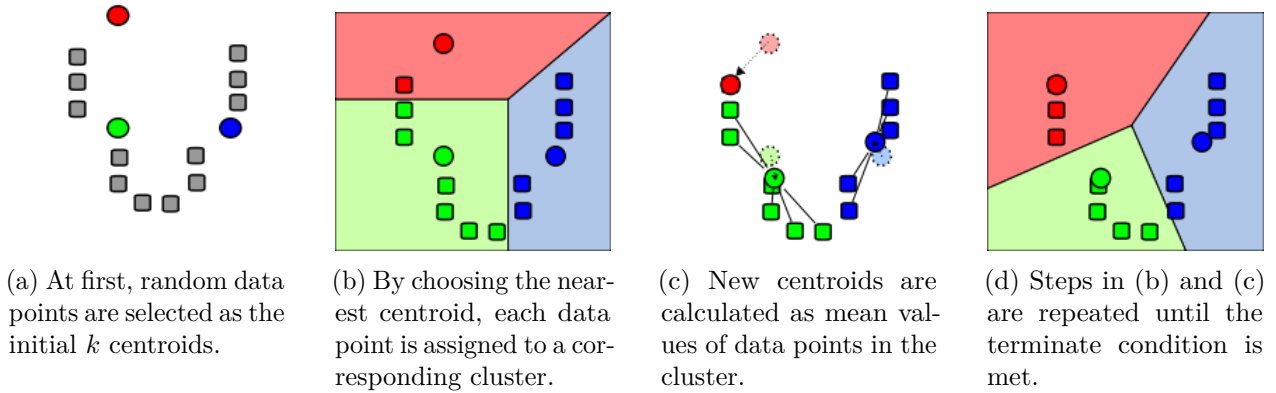 (a) At first, random data
points are selected as the
initial k centroids.
(b) By choosing the near-
est centroid, each data
point is assigned to a cor-
responding cluster.
(c) New centroids are
calculated as mean val-
ues of data points in the
cluster.
(d) Steps in (b) and (c)
are repeated until the
terminate condition is
met.